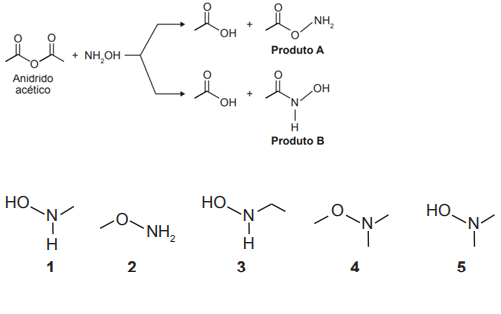 O O O
OH + O NH₂
Produto A
O O
O + NH₂OH
Anidrido
acético
O O
OH + N OH
H
Produto B
HO N H
O NH₂
HO N H
O N
HO N
1 2 3 4 5